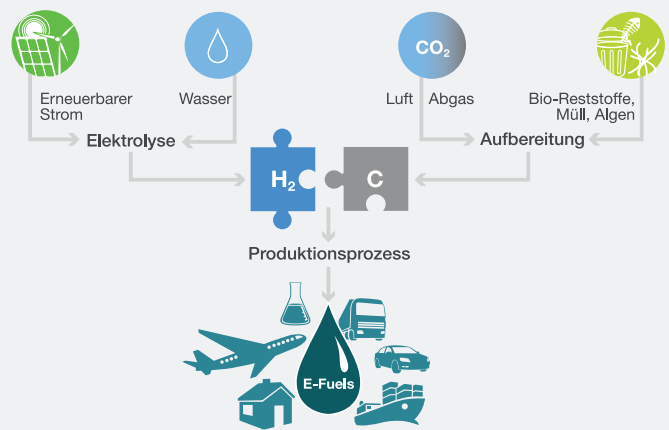 CO₂
Erneuerbarer
Strom
Wasser
Luft
Abgas
Bio-Reststoffe,
Müll, Algen
Elektrolyse
Aufbereitung
H₂
C
Produktionsprozess
E-Fuels